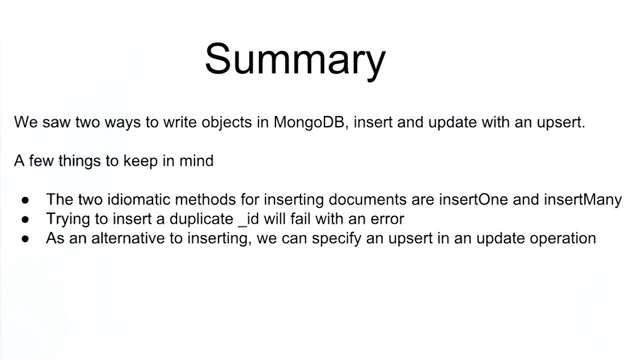 Summary
We saw two ways to write objects in MongoDB, insert and update with an upsert.
A few things to keep in mind
● The two idiomatic methods for inserting documents are insertOne and insertMany
● Trying to insert a duplicate _id will fail with an error
● As an alternative to inserting, we can specify an upsert in an update operation